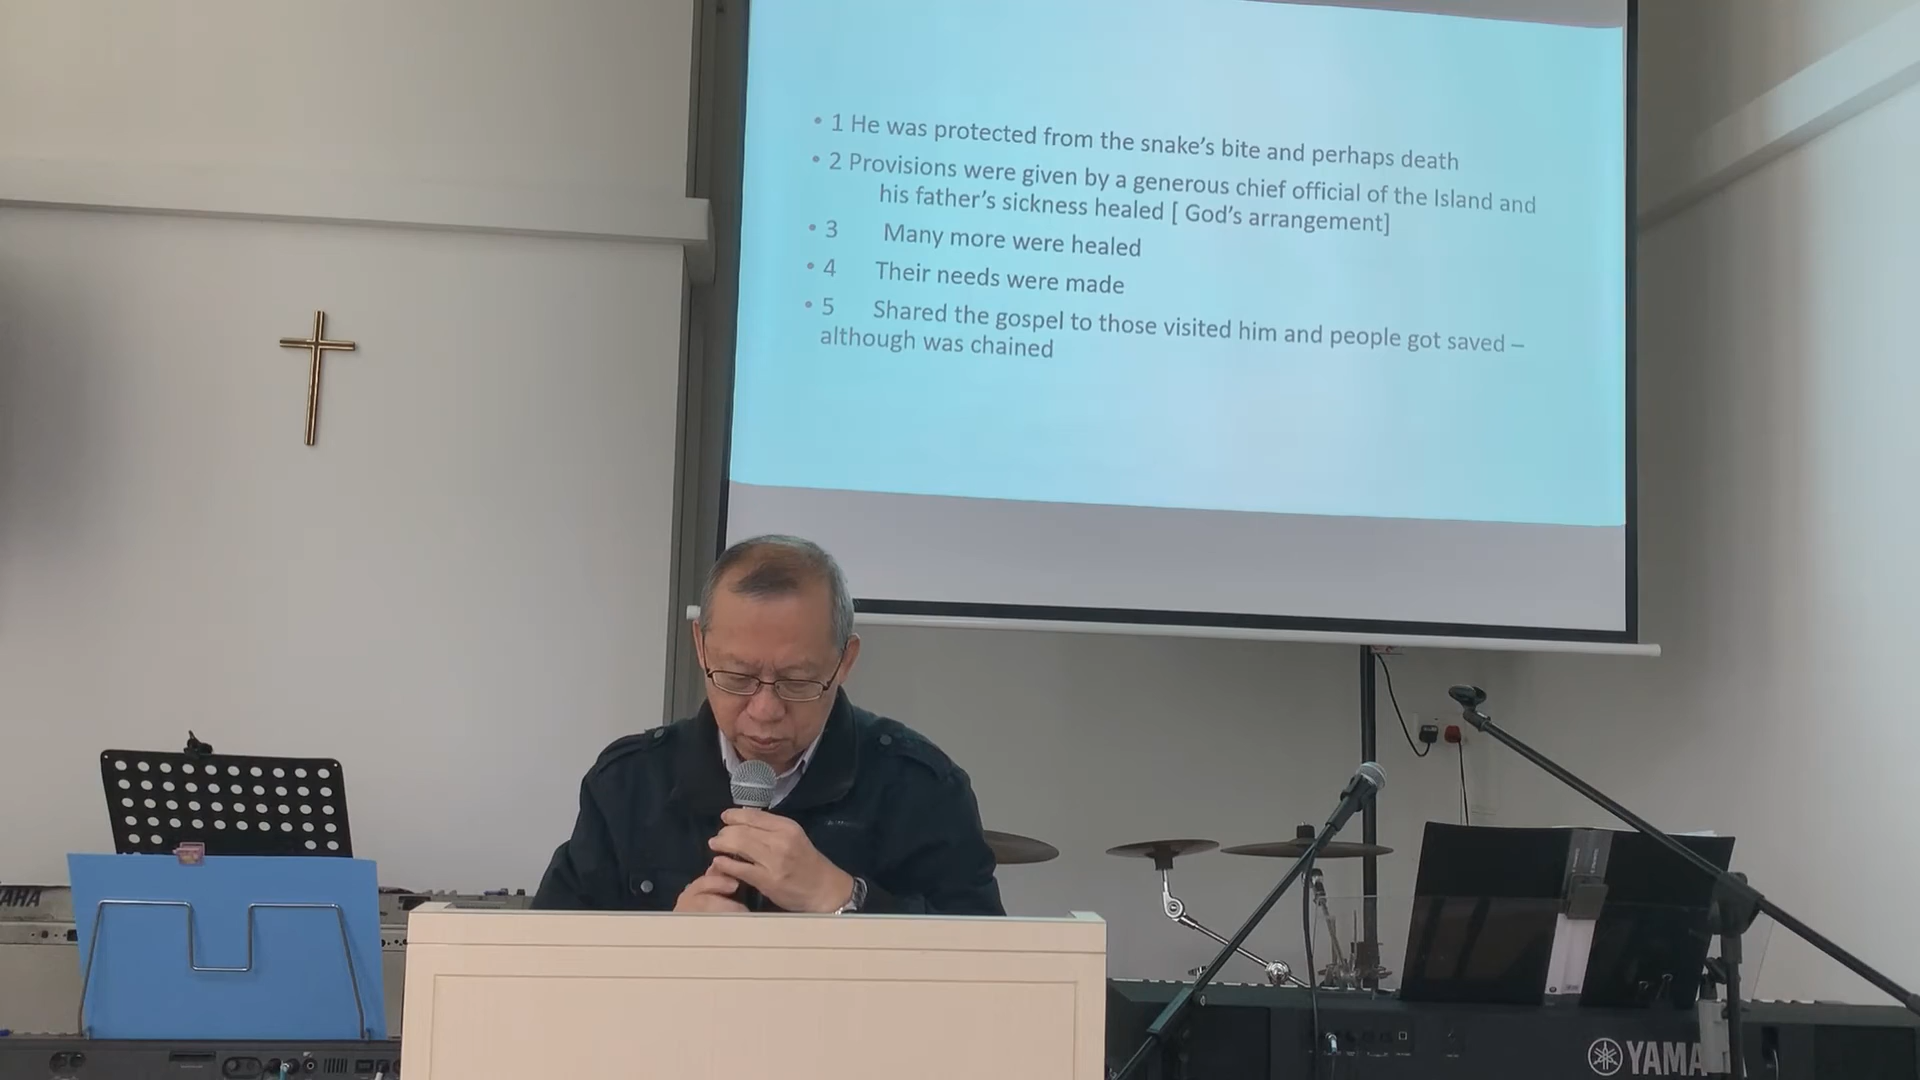 • 1 He was protected from the snake's bite and perhaps death
• 2 Provisions were given by a generous chief official of the Island and
his father's sickness healed [ God's arrangement]
• 3 Many more were healed
• 4 Their needs were made
• 5 Shared the gospel to those visited him and people got saved –
although was chained
AHA
YAMA